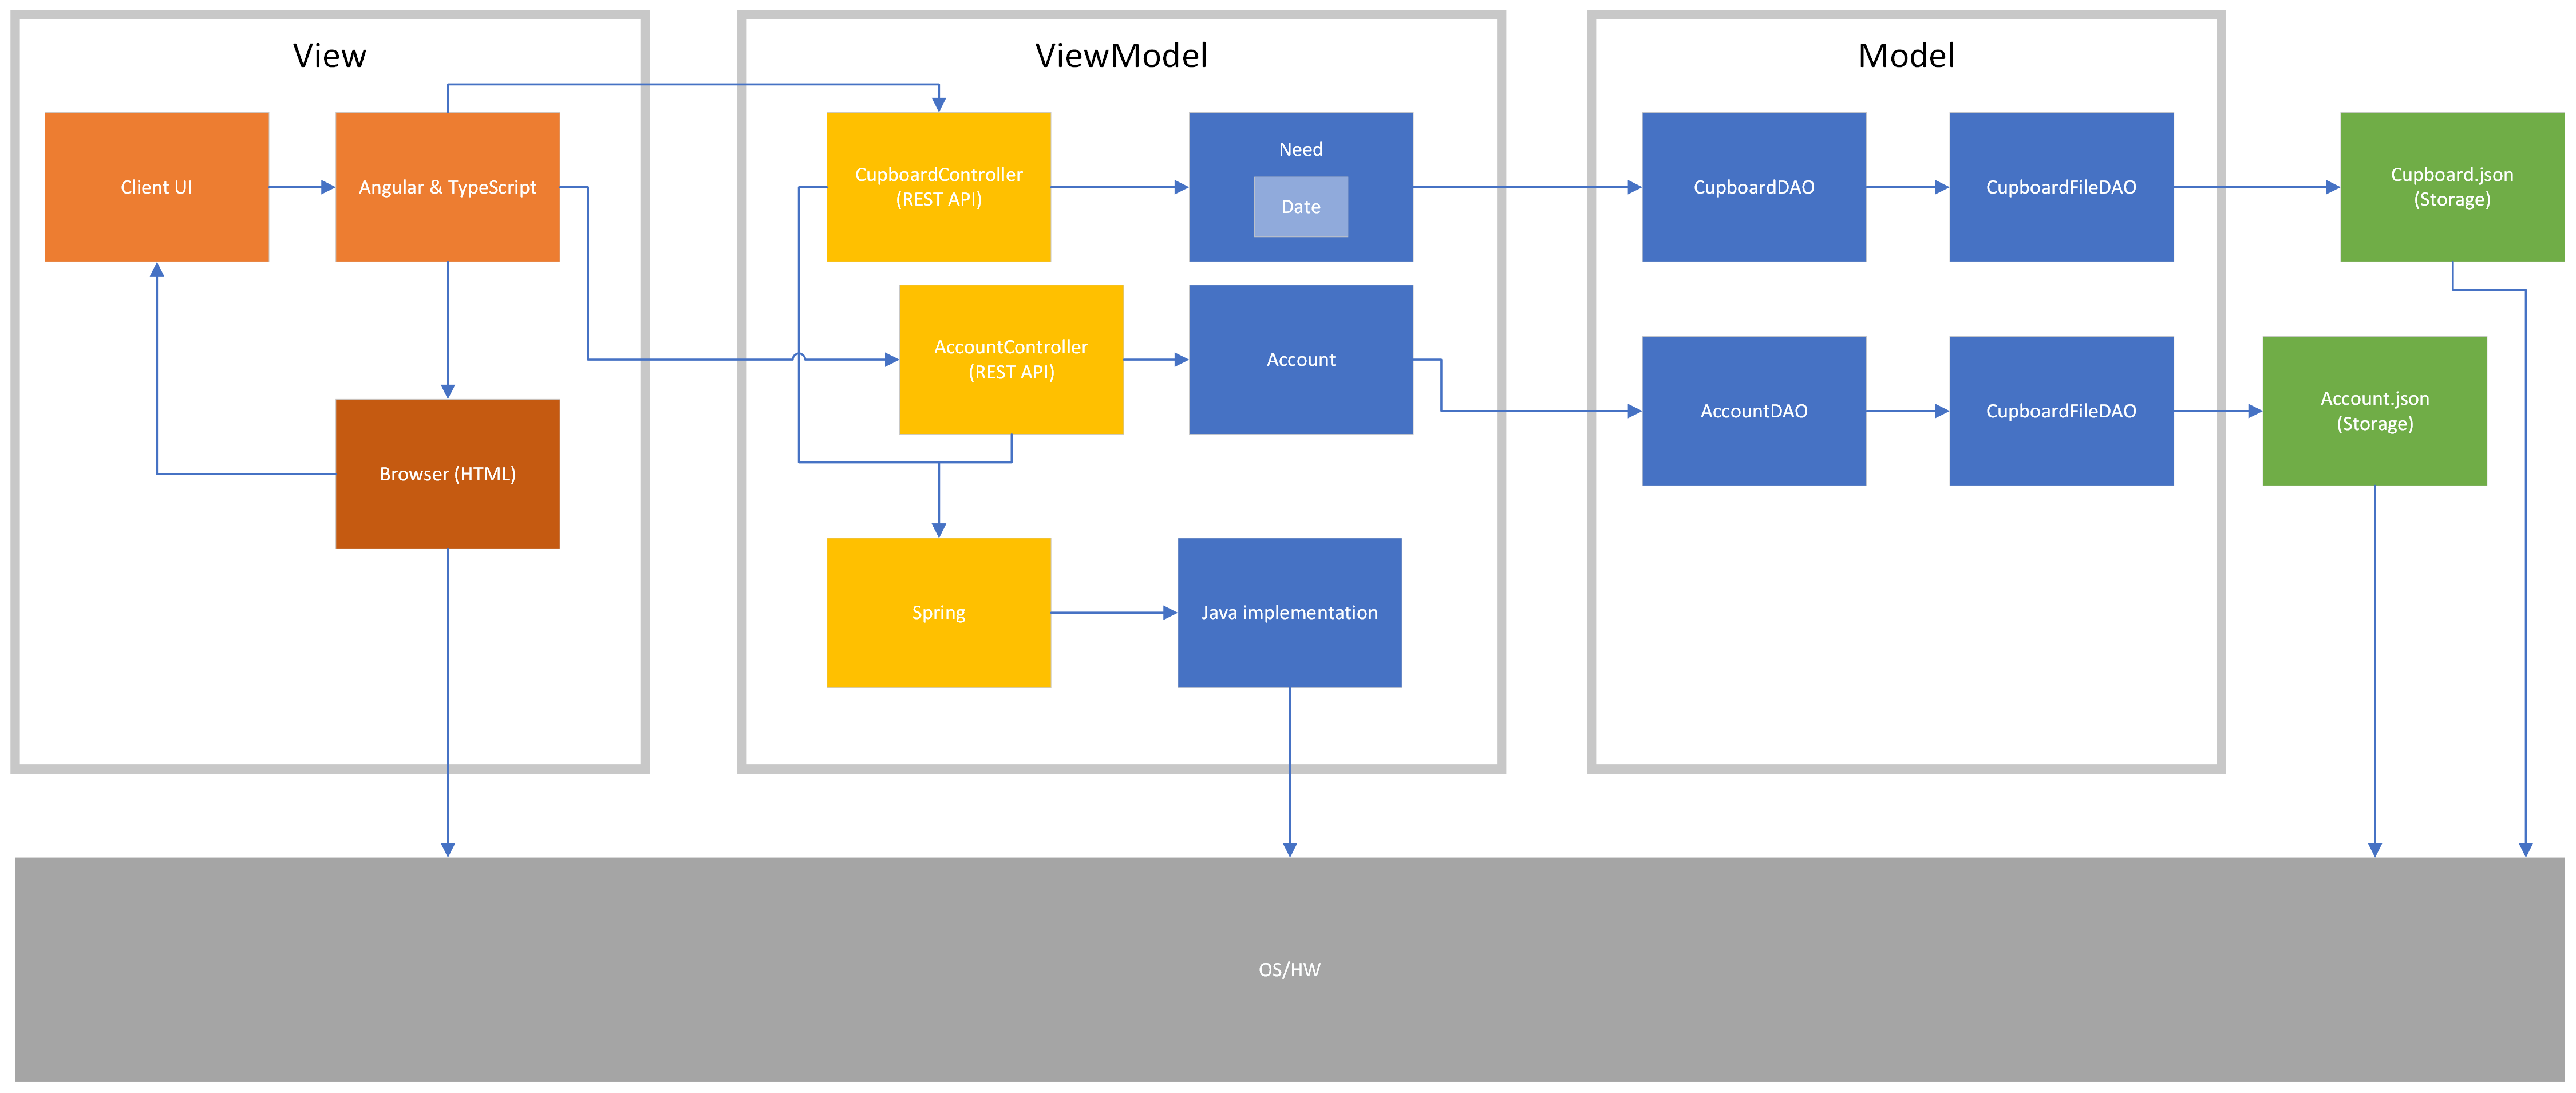 View
ViewModel
Model
Client UI
Angular & TypeScript
Browser (HTML)
CupboardController
(REST API)
Need
Date
AccountController
(REST API)
Account
Spring
Java implementation
CupboardDAO
CupboardFileDAO
AccountDAO
CupboardFileDAO
Cupboard.json
(Storage)
Account.json
(Storage)
OS/HW